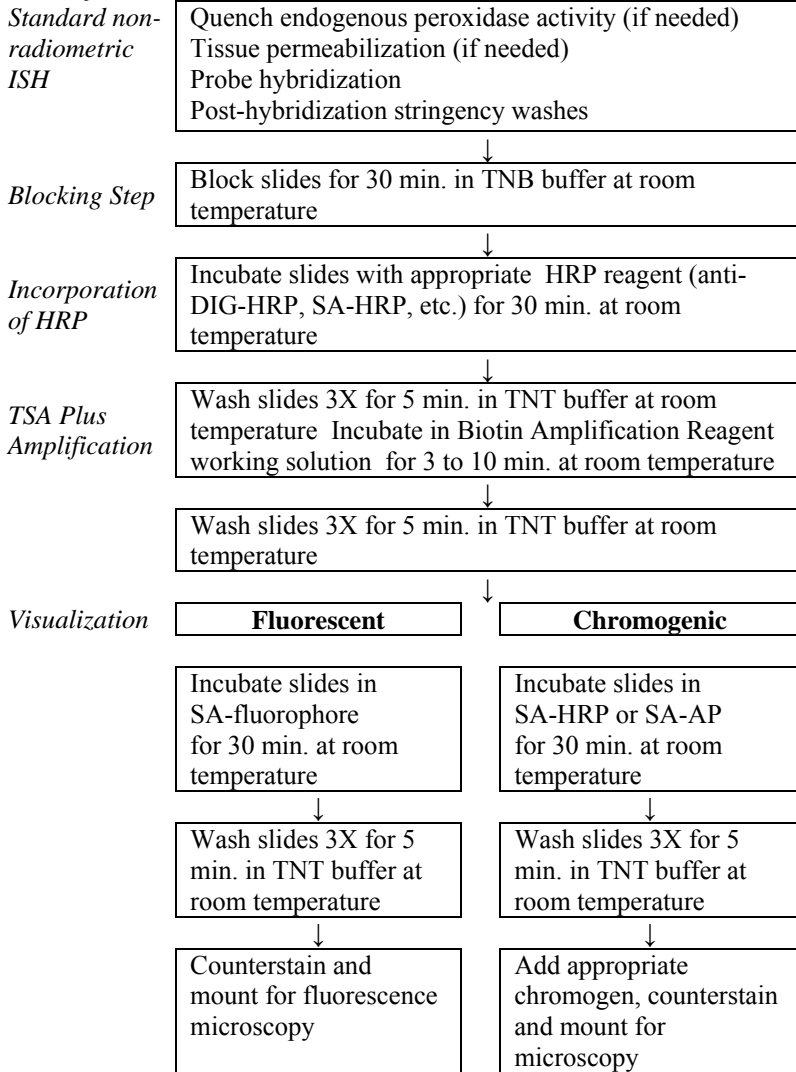 Standard non-
radiometric
ISH
Quench endogenous peroxidase activity (if needed)
Tissue permeabilization (if needed)
Probe hybridization
Post-hybridization stringency washes
↓
Blocking Step
Block slides for 30 min. in TNB buffer at room
temperature
↓
Incorporation
of HRP
Incubate slides with appropriate HRP reagent (anti-
DIG-HRP, SA-HRP, etc.) for 30 min. at room
temperature
↓
TSA Plus
Amplification
Wash slides 3X for 5 min. in TNT buffer at room
temperature Incubate in Biotin Amplification Reagent
working solution for 3 to 10 min. at room temperature
↓
Wash slides 3X for 5 min. in TNT buffer at room
temperature
↓
Visualization
Fluorescent
Chromogenic
Incubate slides in
SA-fluorophore
for 30 min. at room
temperature
↓
Wash slides 3X for 5
min. in TNT buffer at
room temperature
↓
Counterstain and
mount for fluorescence
microscopy
Incubate slides in
SA-HRP or SA-AP
for 30 min. at room
temperature
↓
Wash slides 3X for 5
min. in TNT buffer at
room temperature
↓
Add appropriate
chromogen, counterstain
and mount for
microscopy